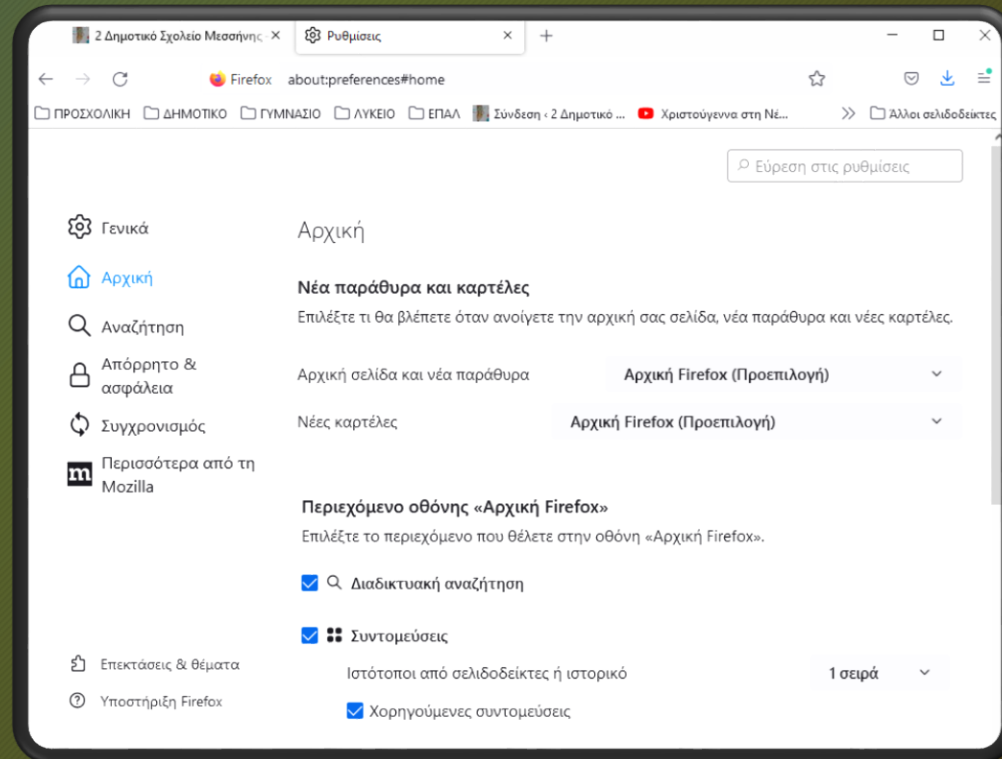 2 Δημοτικό Σχολείο Μεσσήνης -
Ρυθμίσεις
Firefox about:preferences#home
ΠΡΟΣΧΟΛΙΚΗ ΔΗΜΟΤΙΚΟ ΓΥΜΝΑΣΙΟ ΛΥΚΕΙΟ ΕΠΑΛ Σύνδεση ‹ 2 Δημοτικό ... Χριστούγεννα στη Νέ... Άλλοι σελιδοδείκτες
Εύρεση στις ρυθμίσεις
Γενικά
Αρχική
Αναζήτηση
Απόρρητο &
ασφάλεια
Συγχρονισμός
Περισσότερα από τη
Mozilla
Επεκτάσεις & θέματα
Υποστήριξη Firefox
Αρχική
Νέα παράθυρα και καρτέλες
Επιλέξτε τι θα βλέπετε όταν ανοίγετε την αρχική σας σελίδα, νέα παράθυρα και νέες καρτέλες.
Αρχική σελίδα και νέα παράθυρα Αρχική Firefox (Προεπιλογή)
Νέες καρτέλες Αρχική Firefox (Προεπιλογή)
Περιεχόμενο οθόνης «Αρχική Firefox»
Επιλέξτε το περιεχόμενο που θέλετε στην οθόνη «Αρχική Firefox».
Διαδικτυακή αναζήτηση
Συντομεύσεις
Ιστότοποι από σελιδοδείκτες ή ιστορικό 1 σειρά
Χορηγούμενες συντομεύσεις